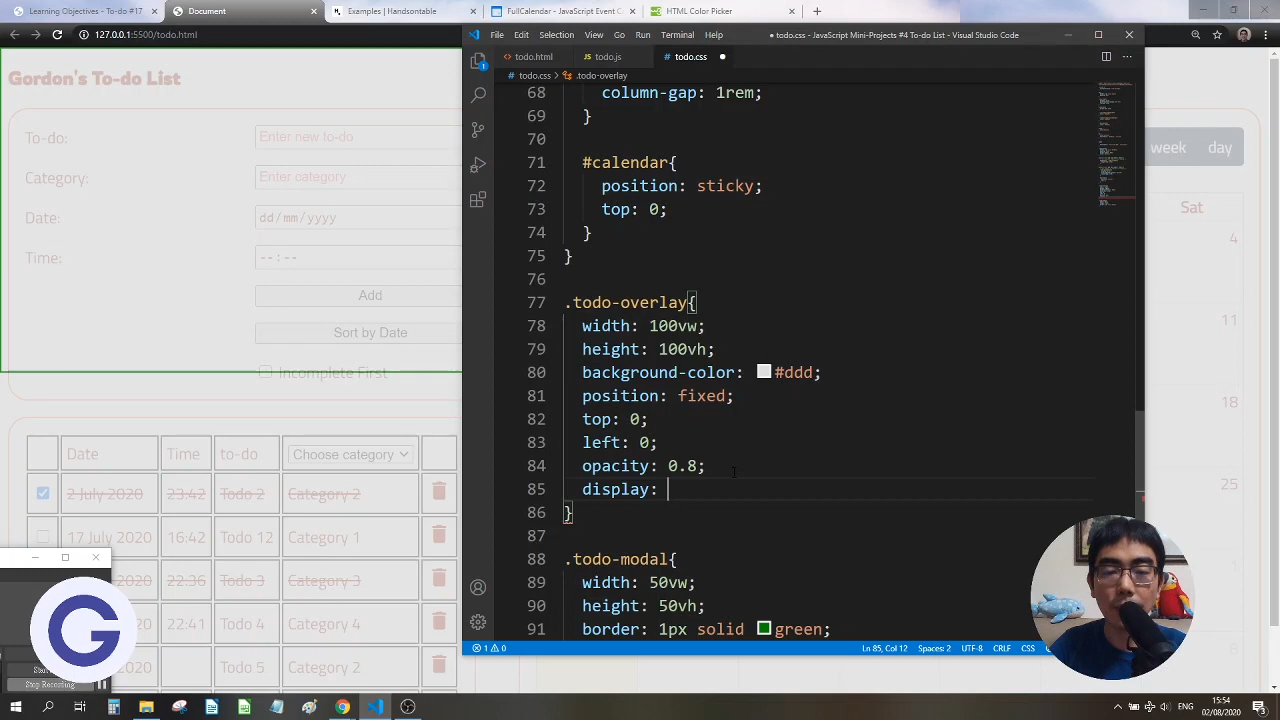 Learning Objectives - To-do #17
Document
Examples | Handsontable
FullCalendar - JavaScript Event C
HTML Color Picker
127.0.0.1:5500/todo.html
File Edit Selection View Go Run Terminal Help
● todo.css - JavaScript Mini-Projects #4 To-do List - Visual Studio Code
todo.html
todo.js
todo.css
todo.css > .todo-overlay
Gordon's To-do List
To-do:
Enter new to-do
Category:
Enter category
Date:
dd/mm/yyyy
Time:
--:--
Add
Sort by Date
Incomplete First
Date Time to-do Choose category
2 July 2020 23:42 Todo 2 Category 2
17 July 2020 16:42 Todo 12 Category 1
22:36 Todo 3 Category 3
22:41 Todo 4 Category 4
todo 5 Category 2
Stop Recording
68 column-gap: 1rem;
69 }
70
71 #calendar{
72 position: sticky;
73 top: 0;
74 }
75 }
76
77 .todo-overlay{
78 width: 100vw;
79 height: 100vh;
80 background-color: #ddd;
81 position: fixed;
82 top: 0;
83 left: 0;
84 opacity: 0.8;
85 display:
86 }
87
88 .todo-modal{
89 width: 50vw;
90 height: 50vh;
91 border: 1px solid green;
1
1 0
Ln 85, Col 12 Spaces: 2 UTF-8 CRLF CSS
week day
Sat
4
11
18
25
1
8
G
ENG
15:54
02/08/2020